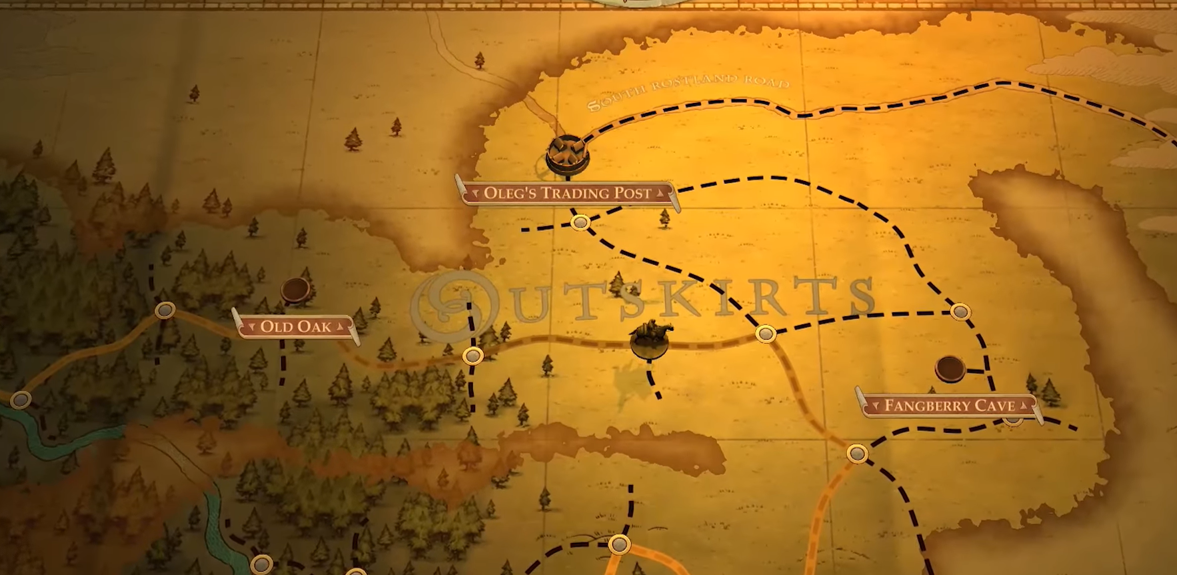 South Rostland Road
Oleg's Trading Post
Outskirts
Old Oak
Fangberry Cave